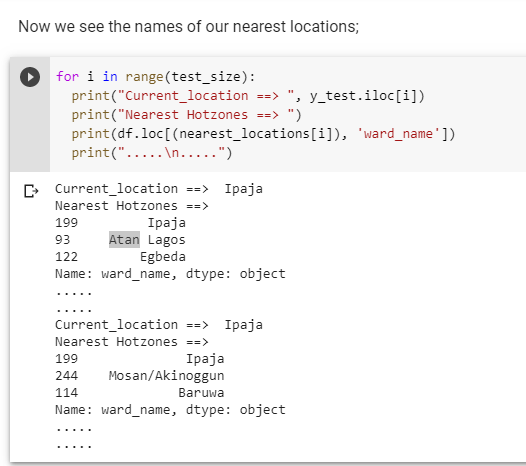 Now we see the names of our nearest locations;
for i in range(test_size):
  print("Current_location ==> ", y_test.iloc[i])
  print("Nearest Hotzones ==> ")
  print(df.loc[(nearest_locations[i]), 'ward_name'])
  print(".....\n.....")
Current_location ==>  Ipaja
Nearest Hotzones ==>
199         Ipaja
93     Atan Lagos
122        Egbeda
Name: ward_name, dtype: object
.....
.....
Current_location ==>  Ipaja
Nearest Hotzones ==>
199              Ipaja
244    Mosan/Akinoggun
114             Baruwa
Name: ward_name, dtype: object
.....
.....